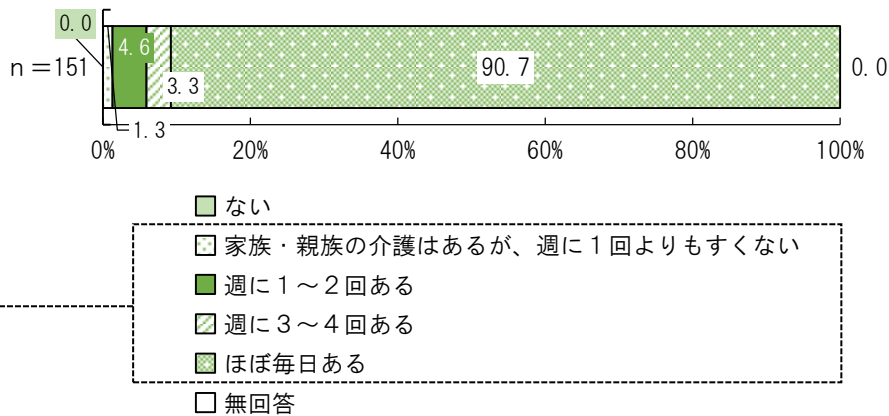 0.0
4.6
n＝151
90.7
0.0
3.3
1.3
0% 20% 40% 60% 80% 100%
ない
家族・親族の介護はあるが、週に１回よりもすくない
週に１～２回ある
週に３～４回ある
ほぼ毎日ある
無回答